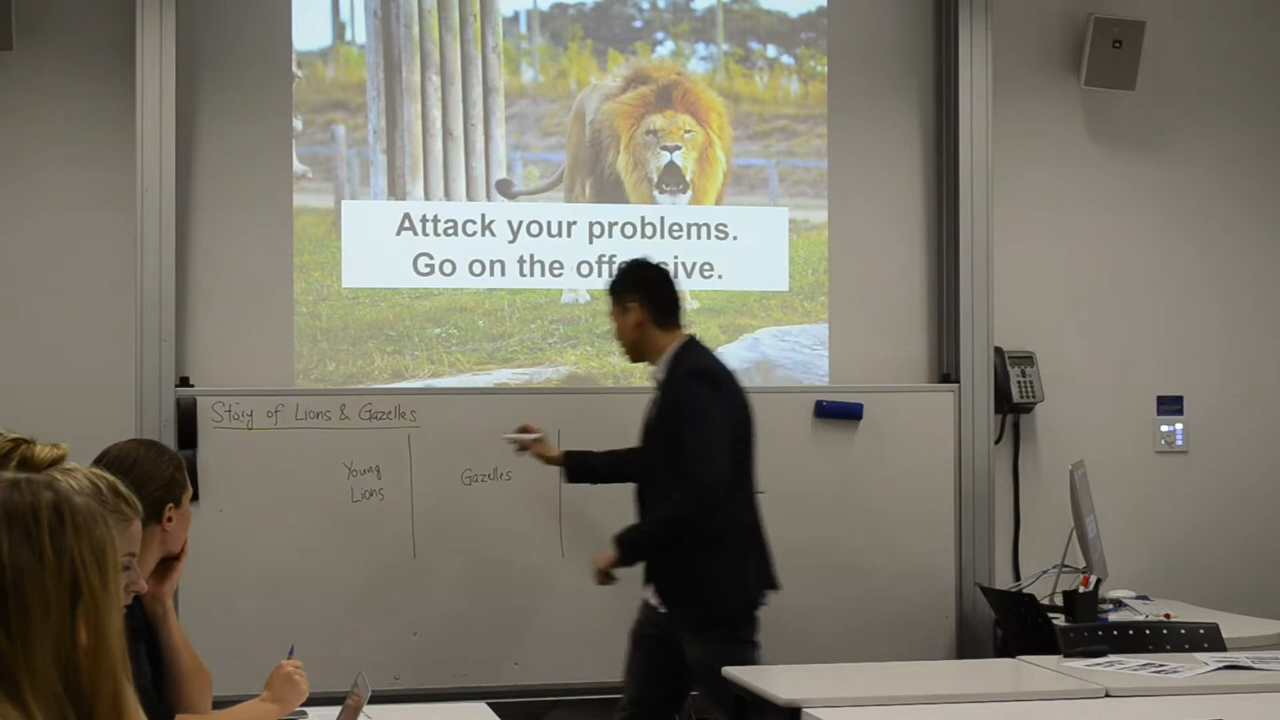 Attack your problems.
Go on the offensive.
Story of Lions & Gazelles
Young
Lions
Gazelles